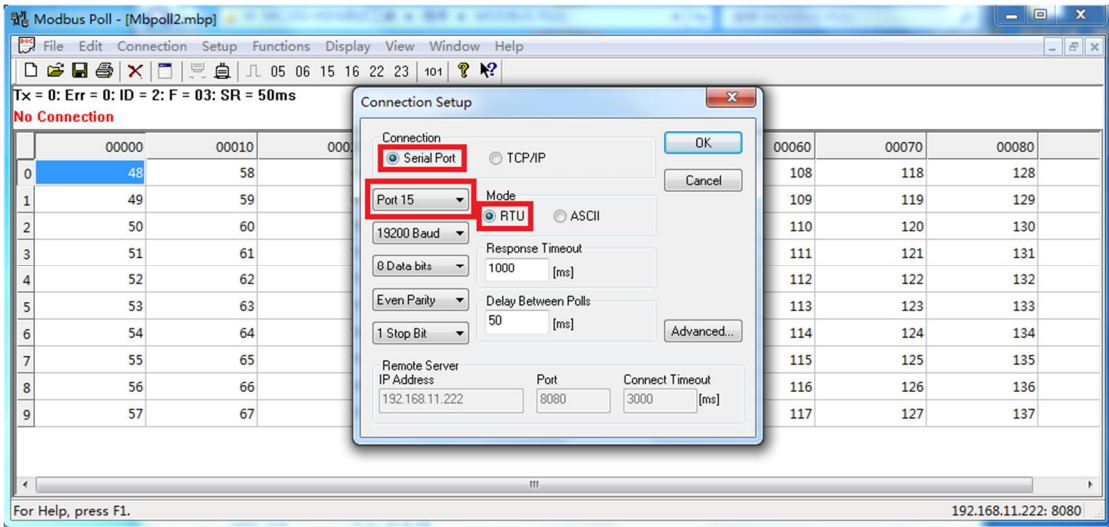 Modbus Poll - [Mbpoll2.mbp]
File Edit Connection Setup Functions Display View Window Help
05 06 15 16 22 23 101
Tx = 0: Err = 0: ID = 2: F = 03: SR = 50ms
No Connection
00000 00010 00060 00070 00080
0 48 58 108 118 128
1 49 59 109 119 129
2 50 60 110 120 130
3 51 61 111 121 131
4 52 62 112 122 132
5 53 63 113 123 133
6 54 64 114 124 134
7 55 65 115 125 135
8 56 66 116 126 136
9 57 67 117 127 137
Connection Setup
Connection
Serial Port TCP/IP
OK
Cancel
Port 15
19200 Baud
8 Data bits
Even Parity
1 Stop Bit
Mode
RTU ASCII
Response Timeout
1000 [ms]
Delay Between Polls
50 [ms]
Advanced...
Remote Server
IP Address Port Connect Timeout
192.168.11.222 8080 3000 [ms]
For Help, press F1. 192.168.11.222: 8080